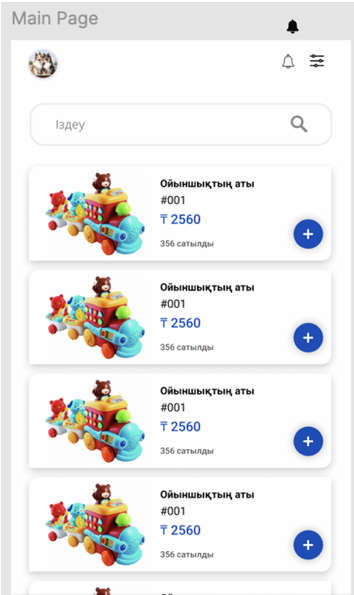 Main Page
Іздеу
Ойыншықтың аты
#001
₸ 2560
356 сатылды
Ойыншықтың аты
#001
₸ 2560
356 сатылды
Ойыншықтың аты
#001
₸ 2560
356 сатылды
Ойыншықтың аты
#001
₸ 2560
356 сатылды